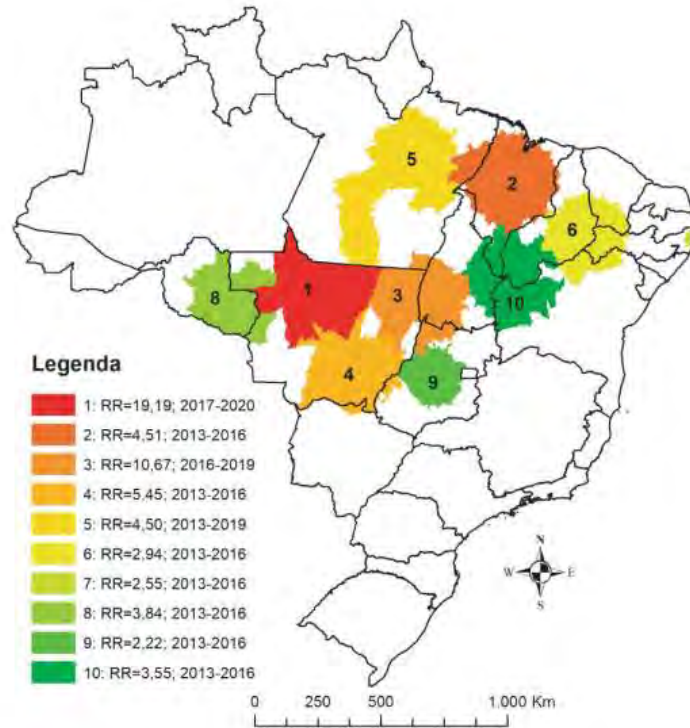 5
2
6
1
3
10
8
4
9
Legenda
1: RR=19,19; 2017-2020
2: RR=4,51; 2013-2016
3: RR=10,67; 2016-2019
4: RR=5,45; 2013-2016
5: RR=4,50; 2013-2019
6: RR=2,94; 2013-2016
7: RR=2,55; 2013-2016
8: RR=3,84; 2013-2016
9: RR=2,22; 2013-2016
10: RR=3,55; 2013-2016
N
W E
S
0 250 500 1.000 Km